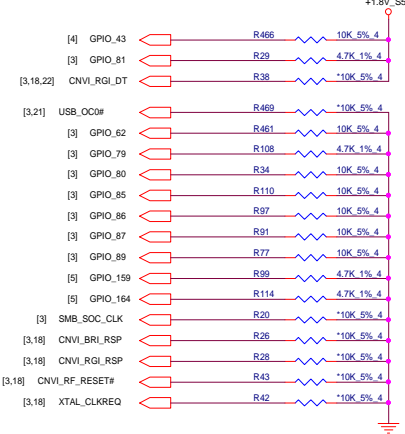 +1.8V_S5
[4] GPIO_43 R466 10K_5%_4
[3] GPIO_81 R29 4.7K_1%_4
[3,18,22] CNVI_RGI_DT R38 *10K_5%_4
[3,21] USB_OC0# R469 *10K_5%_4
[3] GPIO_62 R461 10K_5%_4
[3] GPIO_79 R108 4.7K_1%_4
[3] GPIO_80 R34 10K_5%_4
[3] GPIO_85 R110 10K_5%_4
[3] GPIO_86 R97 10K_5%_4
[3] GPIO_87 R91 10K_5%_4
[3] GPIO_89 R77 10K_5%_4
[5] GPIO_159 R99 4.7K_1%_4
[5] GPIO_164 R114 4.7K_1%_4
[3] SMB_SOC_CLK R20 *10K_5%_4
[3,18] CNVI_BRI_RSP R26 *10K_5%_4
[3,18] CNVI_RGI_RSP R28 *10K_5%_4
[3,18] CNVI_RF_RESET# R43 *10K_5%_4
[3,18] XTAL_CLKREQ R42 *10K_5%_4